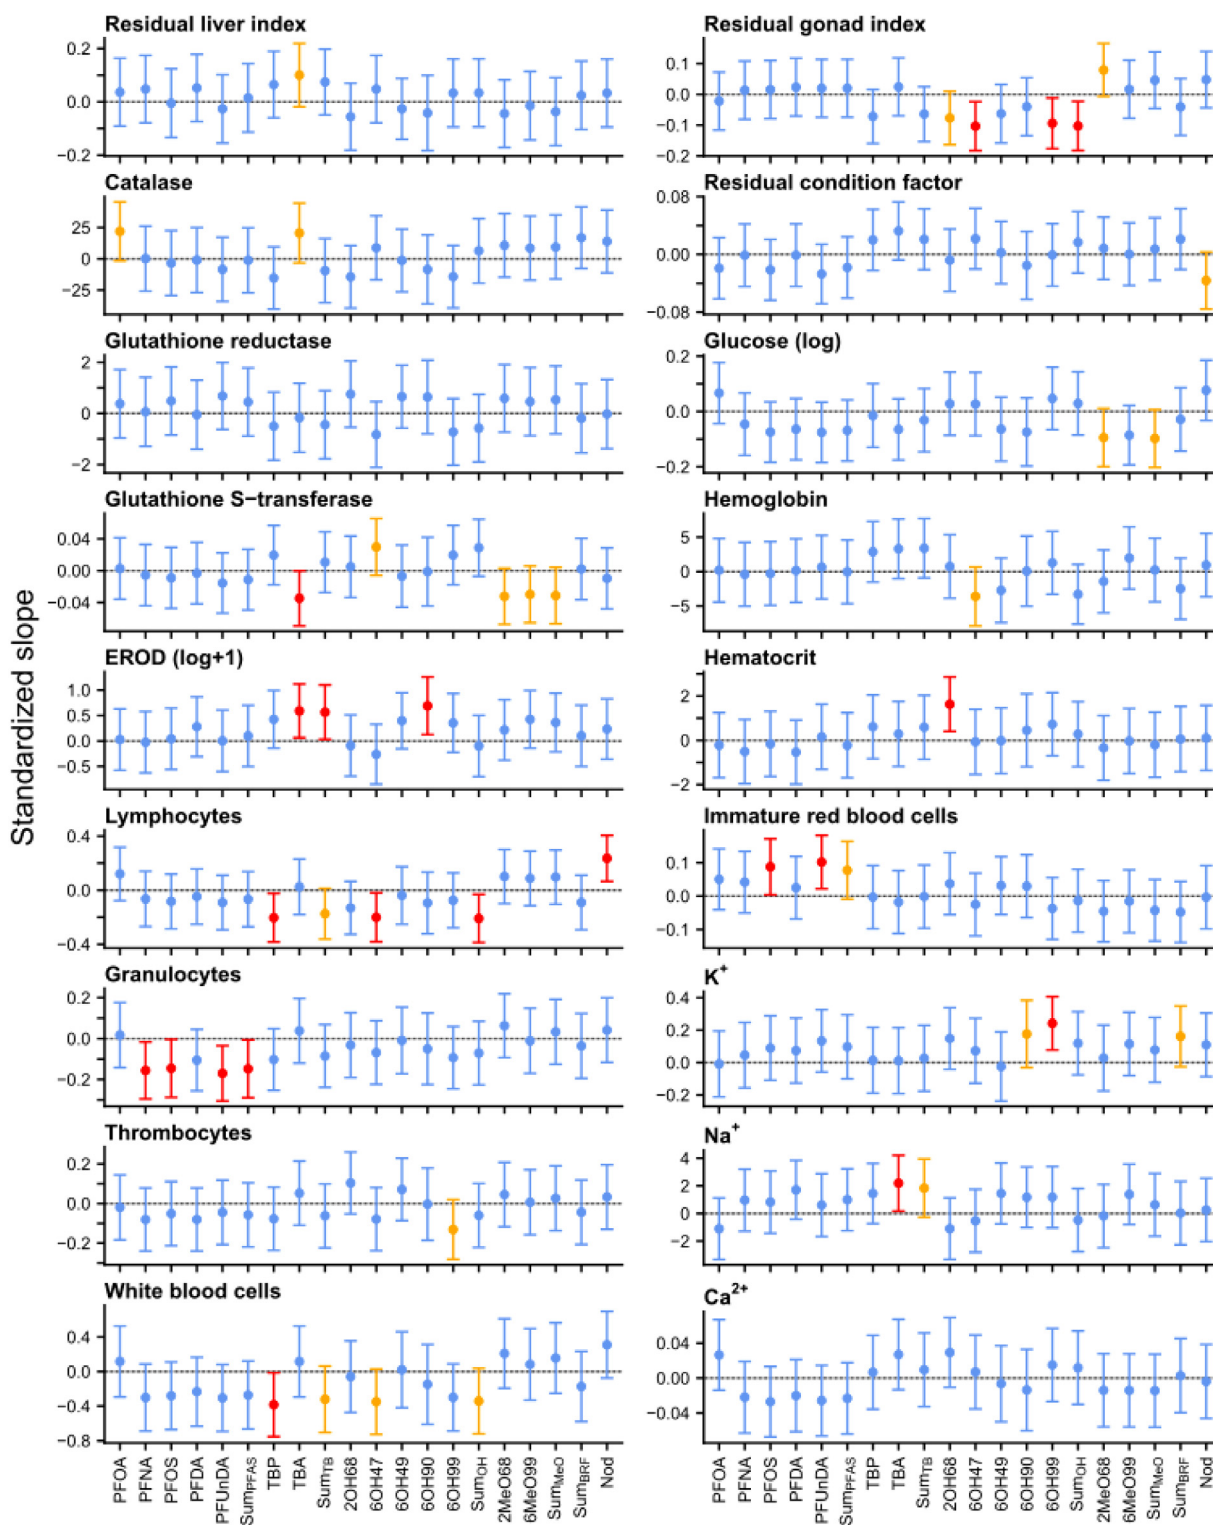 Standardized slope
Residual liver index
0.2
0.0
−0.2
Catalase
25
0
−25
Glutathione reductase
2
0
−2
Glutathione S−transferase
0.04
0.00
−0.04
EROD (log+1)
1.0
0.5
0.0
−0.5
Lymphocytes
0.4
0.0
−0.4
Granulocytes
0.2
0.0
−0.2
Thrombocytes
0.2
0.0
−0.2
White blood cells
0.4
0.0
−0.4
−0.8
PFOA
PFNA
PFOS
PFDA
PFUnDA
SumPFAS
TBP
TBA
SumTB
2OH68
6OH47
6OH49
6OH90
6OH99
SumOH
2MeO68
6MeO99
SumMeO
SumBRF
Nod
Residual gonad index
0.1
0.0
−0.1
−0.2
Residual condition factor
0.08
0.00
−0.08
Glucose (log)
0.2
0.0
−0.2
Hemoglobin
5
0
−5
Hematocrit
2
0
−2
Immature red blood cells
0.1
0.0
−0.1
K+
0.4
0.2
0.0
−0.2
Na+
4
2
0
−2
Ca2+
0.04
0.00
−0.04
PFOA
PFNA
PFOS
PFDA
PFUnDA
SumPFAS
TBP
TBA
SumTB
2OH68
6OH47
6OH49
6OH90
6OH99
SumOH
2MeO68
6MeO99
SumMeO
SumBRF
Nod